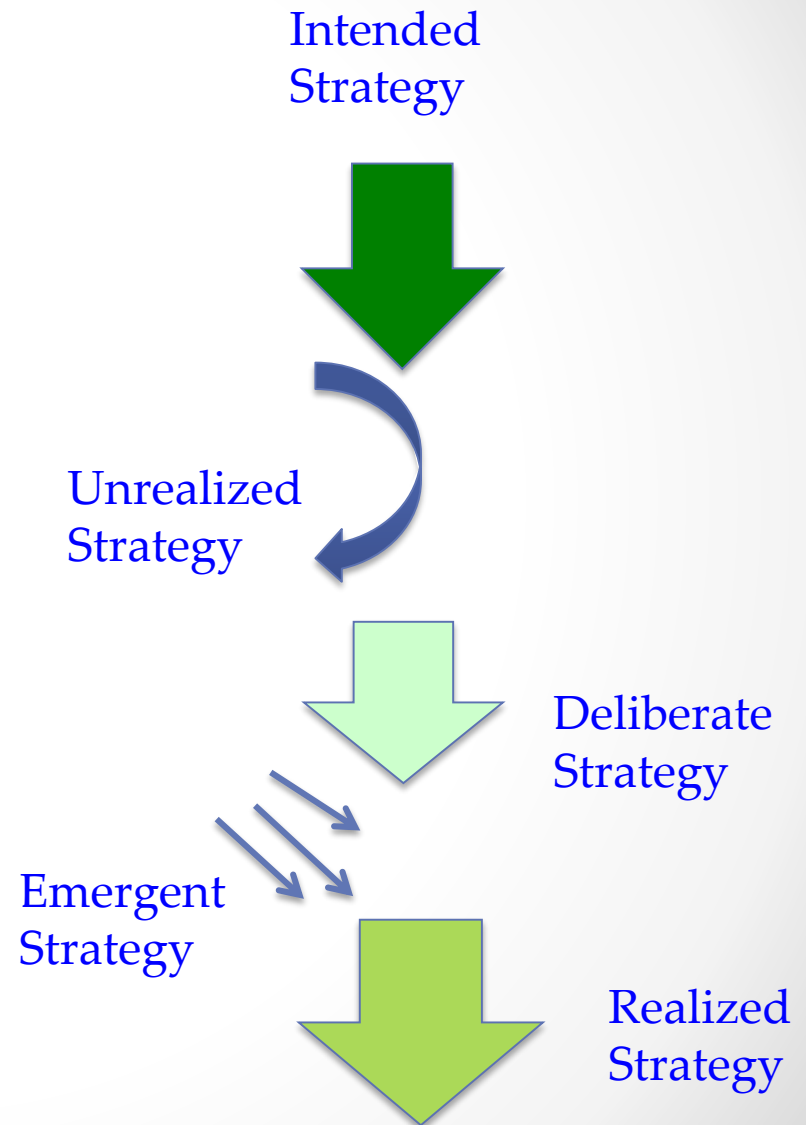 Intended
Strategy
Unrealized
Strategy
Deliberate
Strategy
Emergent
Strategy
Realized
Strategy